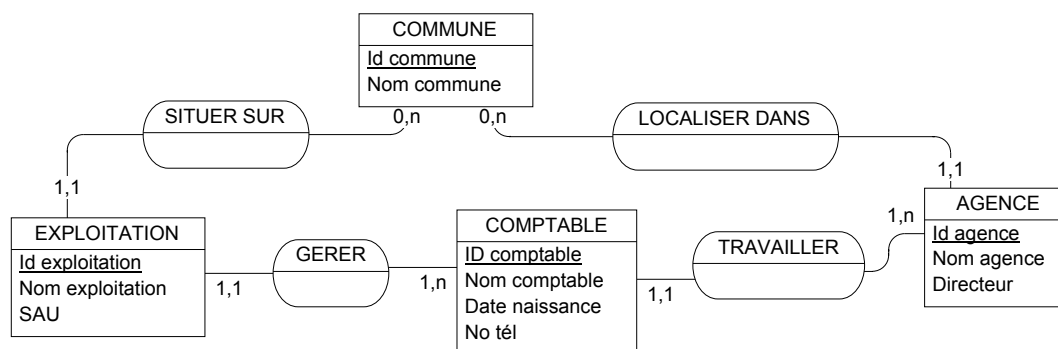 COMMUNE
Id commune
Nom commune
SITUER SUR
0,n
0,n
LOCALISER DANS
1,1
1,1
EXPLOITATION
Id exploitation
Nom exploitation
SAU
GERER
1,1
1,n
COMPTABLE
ID comptable
Nom comptable
Date naissance
No tél
TRAVAILLER
1,1
1,n
AGENCE
Id agence
Nom agence
Directeur